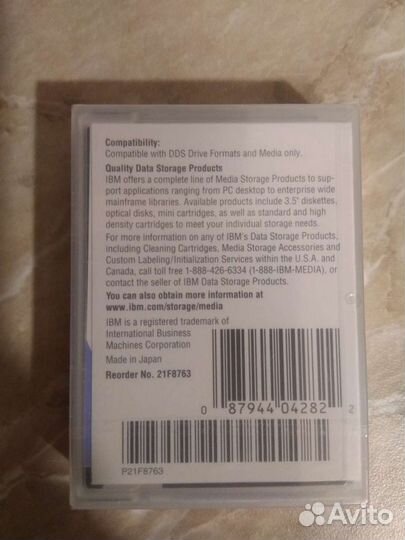 Compatibility:
Compatible with DDS Drive Formats and Media only.
Quality Data Storage Products
IBM offers a complete line of Media Storage Products to sup-
port applications ranging from PC desktop to enterprise wide
mainframe libraries. Available products include 3.5" diskettes,
optical disks, mini cartridges, as well as standard and high
density cartridges to meet your individual storage needs.
For more information on any of IBM's Data Storage Products,
including Cleaning Cartridges, Media Storage Accessories and
Custom Labeling/Initialization Services within the U.S.A. and
Canada, call toll free 1-888-426-6334 (1-888-IBM-MEDIA), or
contact the seller of IBM Data Storage Products.
You can also obtain more information at
www.ibm.com/storage/media
IBM is a registered trademark of
International Business
Machines Corporation
Made in Japan
Reorder No. 21F8763
0 87944 04282 2
P21F8763
Avito